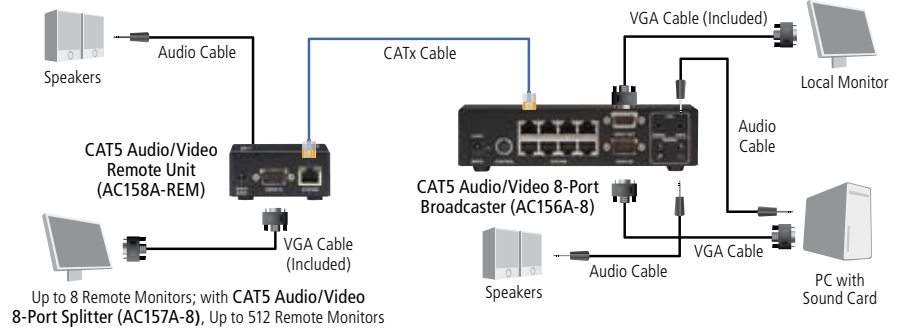 VGA Cable (Included)
Audio Cable
CATx Cable
Speakers
Local Monitor
Audio
Cable
CAT5 Audio/Video
Remote Unit
(AC158A-REM)
CAT5 Audio/Video 8-Port
Broadcaster (AC156A-8)
VGA Cable
(Included)
VGA Cable
Audio Cable
Speakers
PC with
Sound Card
Up to 8 Remote Monitors; with CAT5 Audio/Video
8-Port Splitter (AC157A-8), Up to 512 Remote Monitors